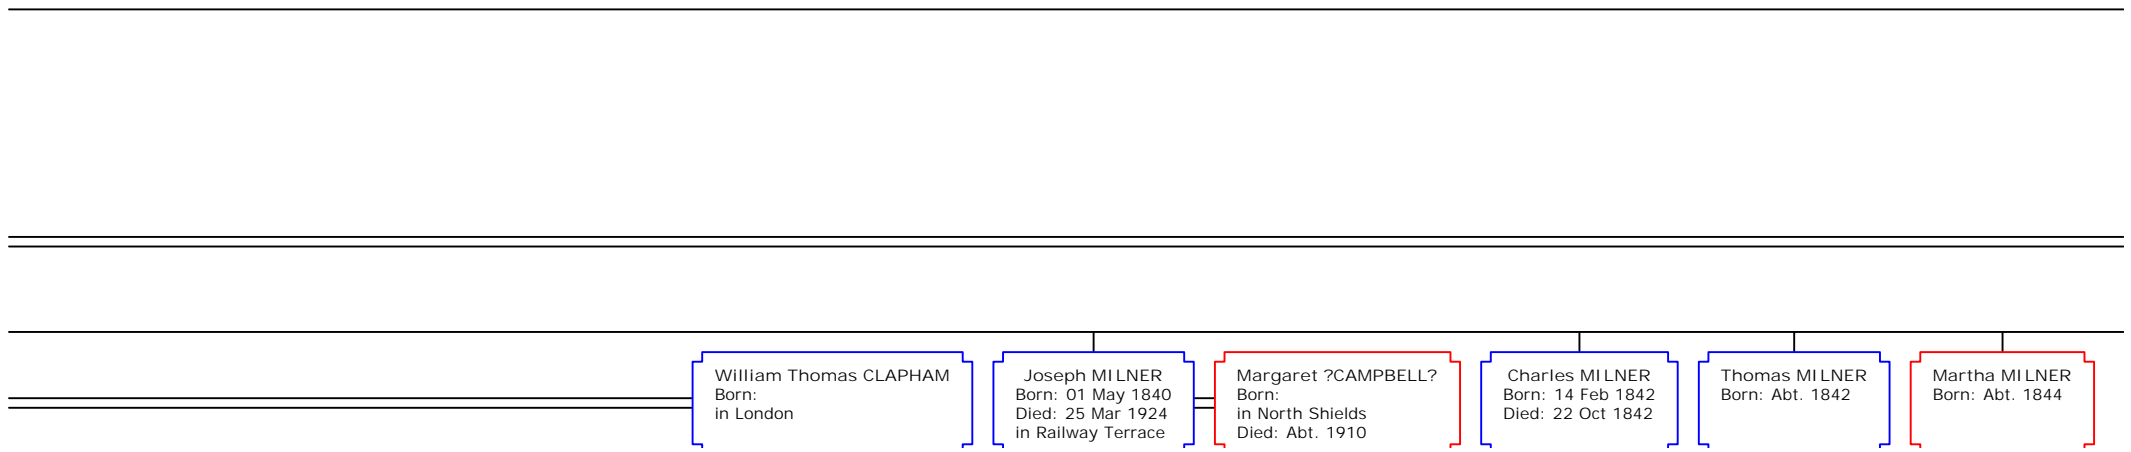 William Thomas CLAPHAM
Born:
in London
Joseph MILNER
Born: 01 May 1840
Died: 25 Mar 1924
in Railway Terrace
Margaret ?CAMPBELL?
Born:
in North Shields
Died: Abt. 1910
Charles MILNER
Born: 14 Feb 1842
Died: 22 Oct 1842
Thomas MILNER
Born: Abt. 1842
Martha MILNER
Born: Abt. 1844